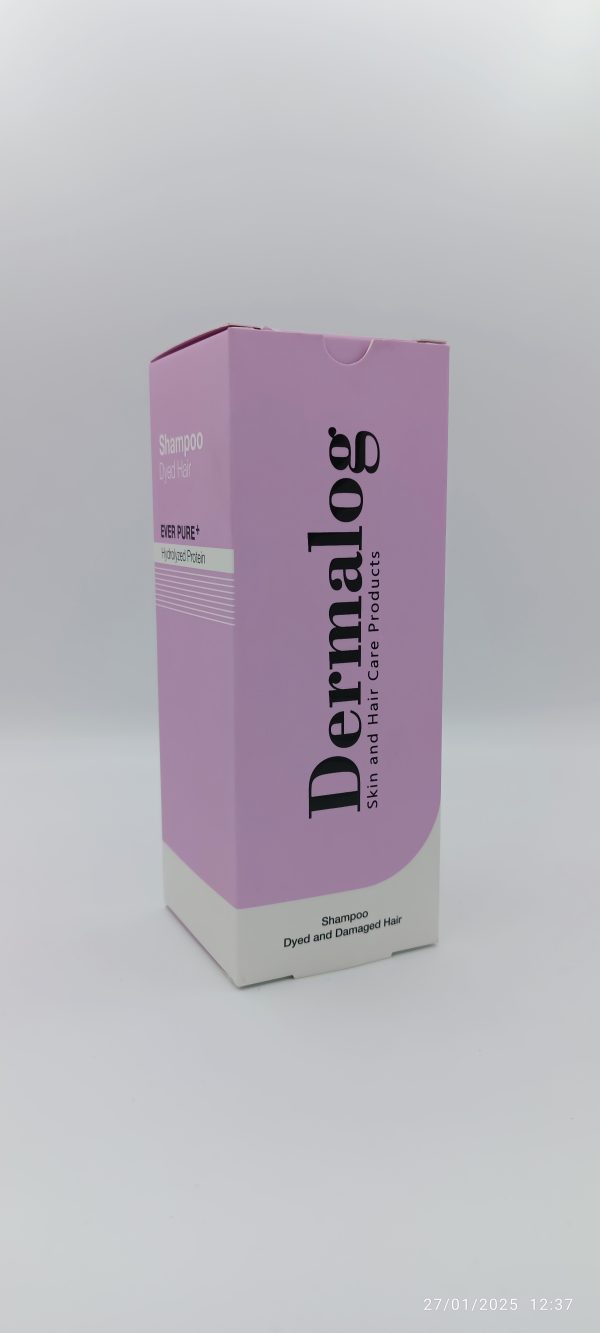 Shampoo
Dyed Hair
EVER PURE+
Hydrolyzed Protein
Dermalog
Skin and Hair Care Products
Shampoo
Dyed and Damaged Hair
27/01/2025 12:37